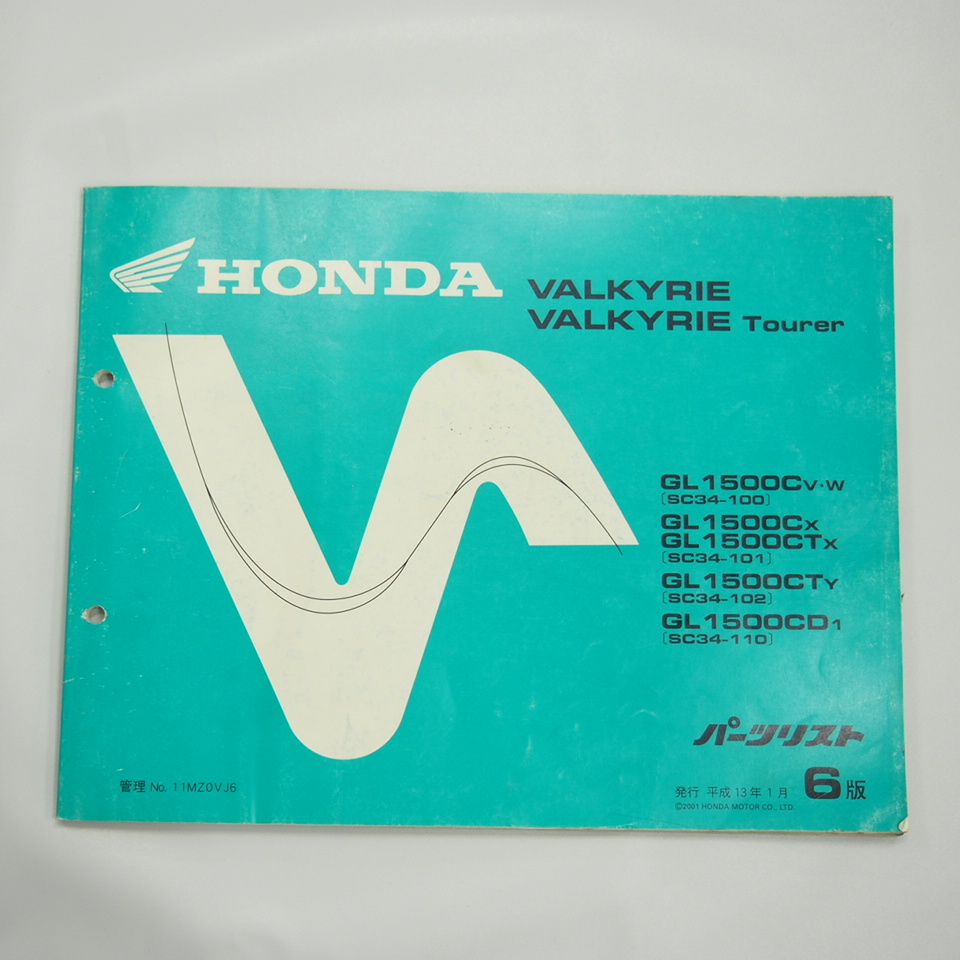 HONDA
VALKYRIE
VALKYRIE Tourer
GL1500CV·W
[SC34-100]
GL1500CX
GL1500CTX
[SC34-101]
GL1500CTY
[SC34-102]
GL1500CD1
[SC34-110]
パーツリスト
管理 No. 11MZ0VJ6
発行 平成13年1月 6版
©2001 HONDA MOTOR CO., LTD.